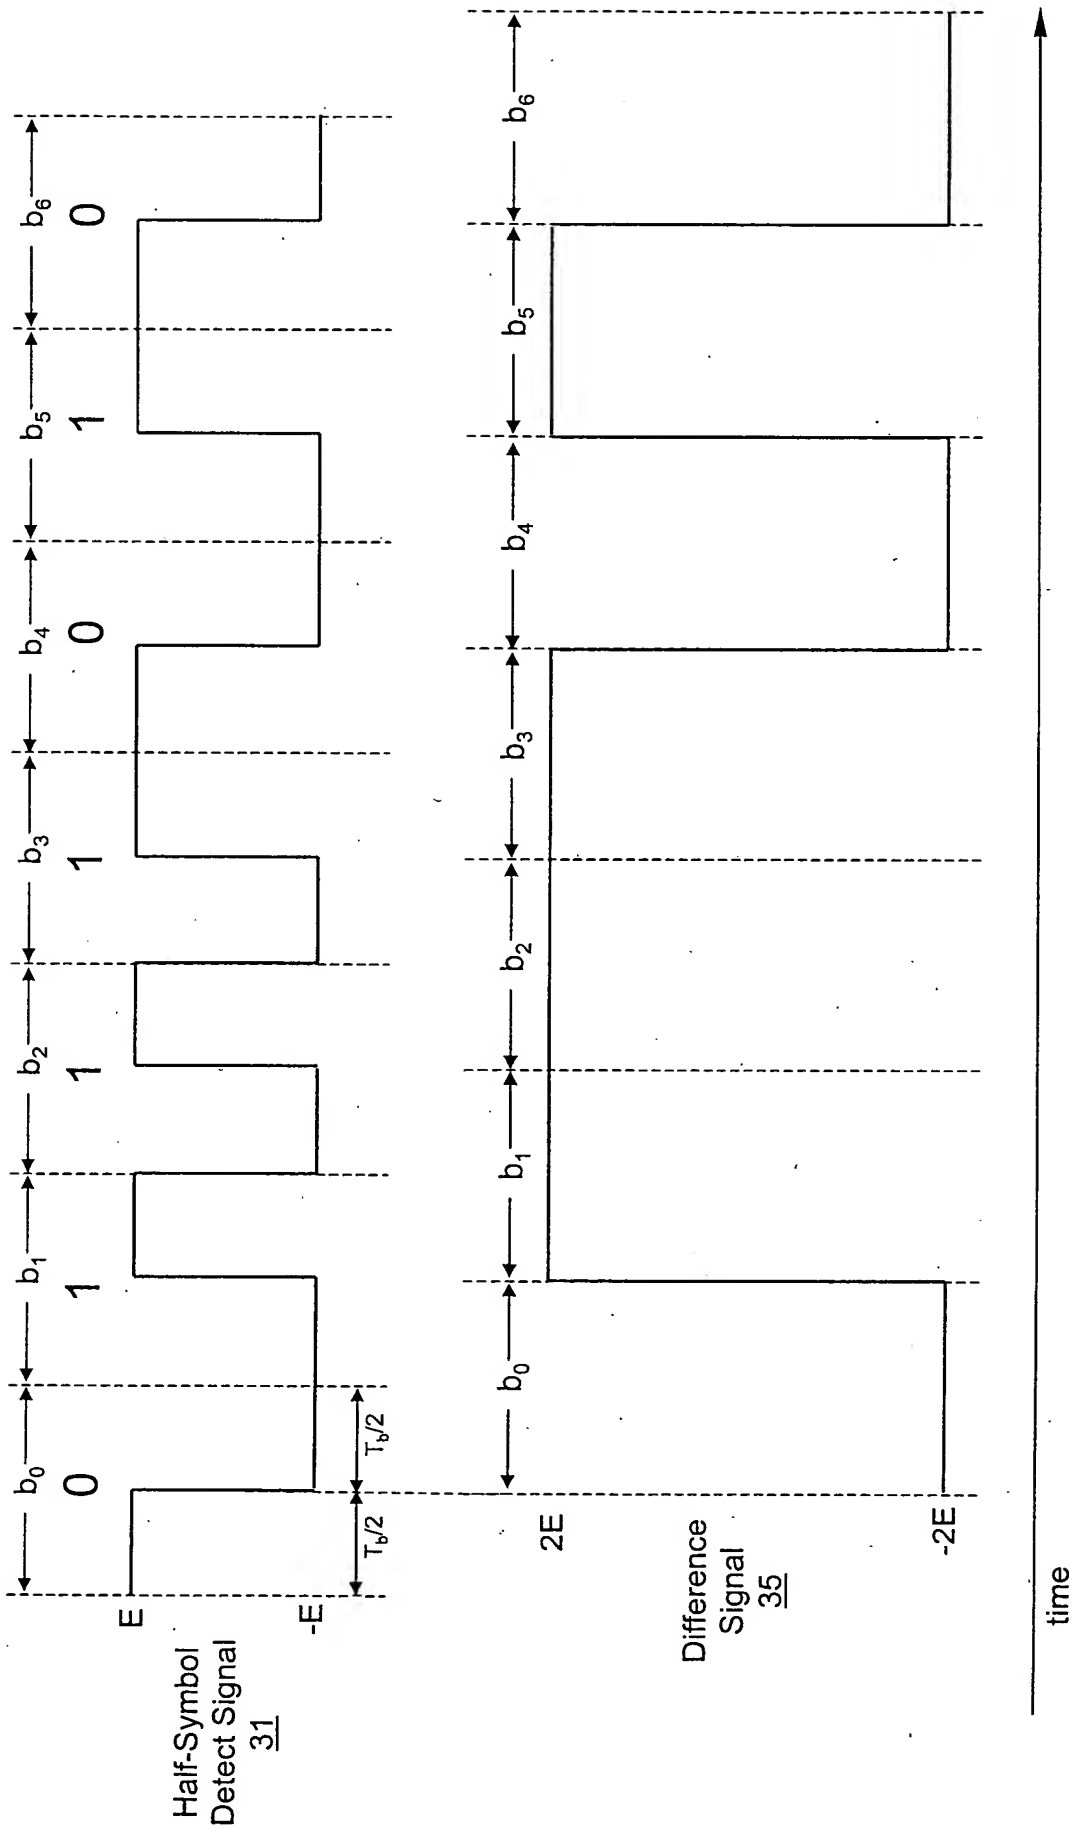 b0 b1 b2 b3 b4 b5 b6
0 1 1 1 0 1 0
E
-E
Half-Symbol
Detect Signal
31
Tb/2 Tb/2
b0 b1 b2 b3 b4 b5 b6
2E
Difference
Signal
35
-2E
time